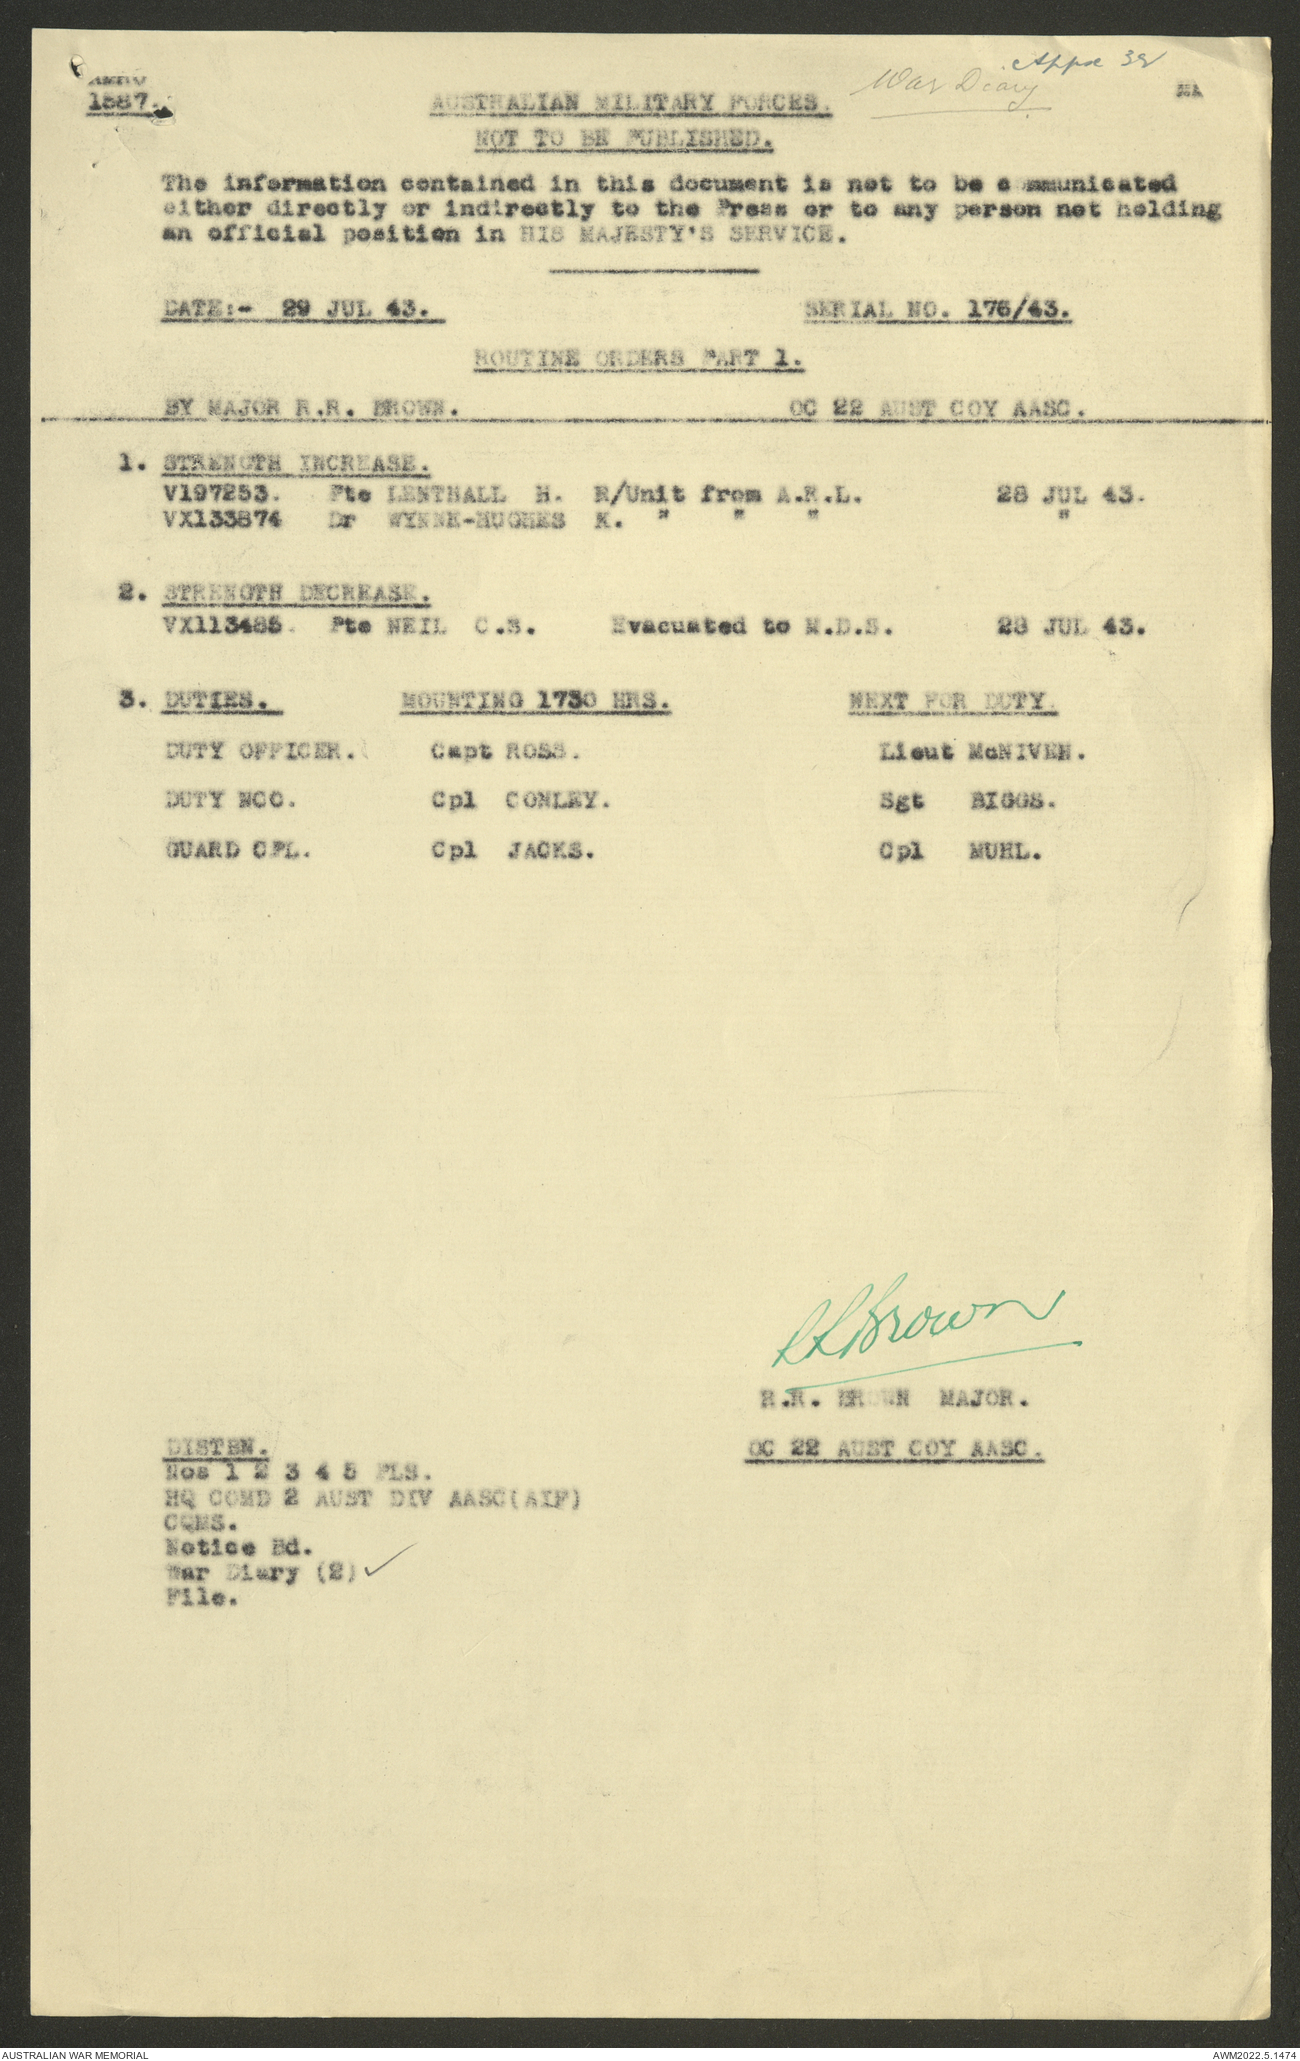 Appx 32
War Diary
AMRO
1587.
AUSTRALIAN MILITARY FORCES.
NOT TO BE PUBLISHED.
The information contained in this document is not to be communicated
either directly or indirectly to the Press or to any person not holding
an official position in HIS MAJESTY'S SERVICE.
DATE:- 29 JUL 43. SERIAL NO. 176/43.
ROUTINE ORDERS PART 1.
BY MAJOR R.R. BROWN. OC 22 AUST COY AASC.
1. STRENGTH INCREASE.
V197253. Pte LENTHALL H. R/Unit from A.R.L. 28 JUL 43.
VX133874 Dr WYNNE-HUGHES K. " " " "
2. STRENGTH DECREASE.
VX113485. Pte NEIL C.S. Evacuated to M.D.S. 28 JUL 43.
3. DUTIES. MOUNTING 1730 HRS. NEXT FOR DUTY.
DUTY OFFICER. Capt ROSS. Lieut McNIVEN.
DUTY NCO. Cpl CONLEY. Sgt BIGGS.
GUARD CPL. Cpl JACKS. Cpl MUHL.
RRBrown
R.R. BROWN MAJOR.
OC 22 AUST COY AASC.
DISTBN.
Nos 1 2 3 4 5 PLS.
HQ COMD 2 AUST DIV AASC(AIF)
CQMS.
Notice Bd.
War Diary (2) ✓
File.
AUSTRALIAN WAR MEMORIAL AWM2022.5.1474